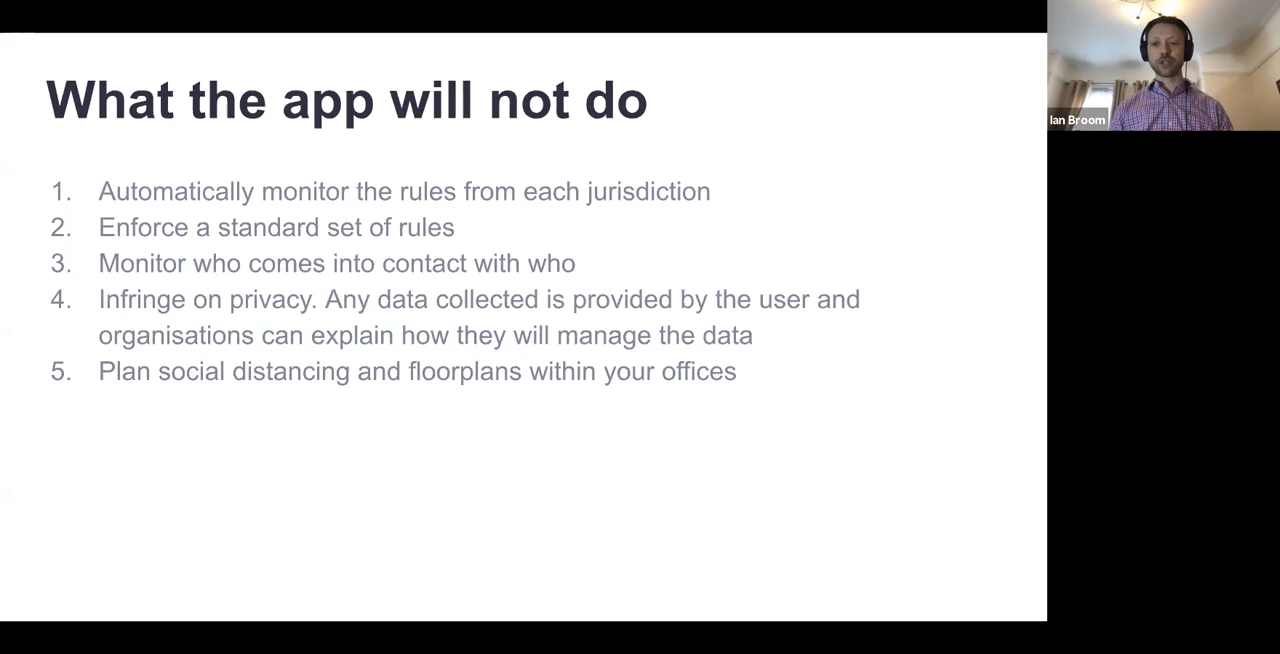 What the app will not do
1. Automatically monitor the rules from each jurisdiction
2. Enforce a standard set of rules
3. Monitor who comes into contact with who
4. Infringe on privacy. Any data collected is provided by the user and
organisations can explain how they will manage the data
5. Plan social distancing and floorplans within your offices
Ian Broom